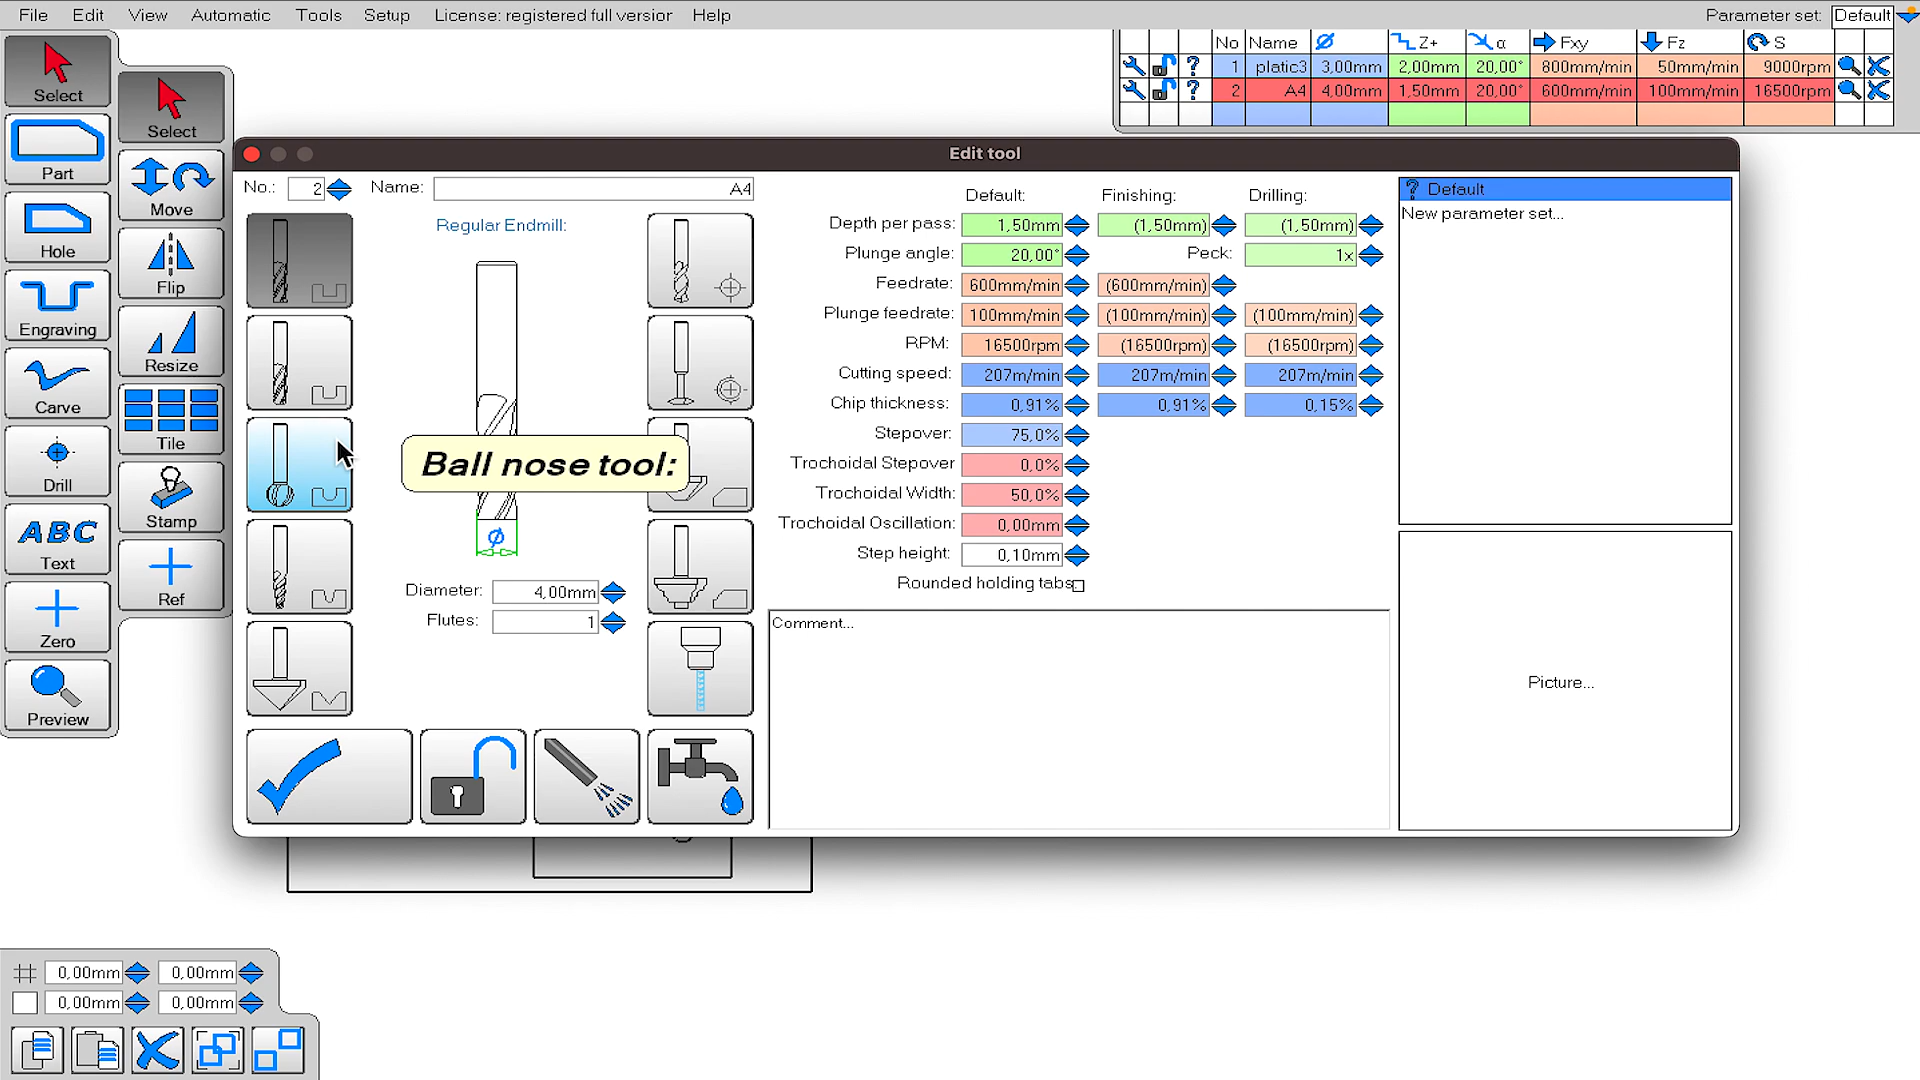 File Edit View Automatic Tools Setup License: registered full versior Help
Parameter set: Default
No Name Ø Z+ α Fxy Fz S
? 1 platic3 3,00mm 2,00mm 20,00° 800mm/min 50mm/min 9000rpm
? 2 A4 4,00mm 1,50mm 20,00° 600mm/min 100mm/min 16500rpm
Select
Part
Hole
Engraving
Carve
Drill
ABC
Text
Zero
Preview
Select
Move
Flip
Resize
Tile
Stamp
Ref
Edit tool
No.: 2 Name: A4
Regular Endmill:
Ball nose tool:
Ø
Diameter: 4,00mm
Flutes: 1
Default: Finishing: Drilling:
Depth per pass: 1,50mm (1,50mm) (1,50mm)
Plunge angle: 20,00° Peck: 1x
Feedrate: 600mm/min (600mm/min)
Plunge feedrate: 100mm/min (100mm/min) (100mm/min)
RPM: 16500rpm (16500rpm) (16500rpm)
Cutting speed: 207m/min 207m/min 207m/min
Chip thickness: 0,91% 0,91% 0,15%
Stepover: 75,0%
Trochoidal Stepover 0,0%
Trochoidal Width: 50,0%
Trochoidal Oscillation: 0,00mm
Step height: 0,10mm
Rounded holding tabs
Comment...
? Default
New parameter set...
Picture...
0,00mm 0,00mm
0,00mm 0,00mm